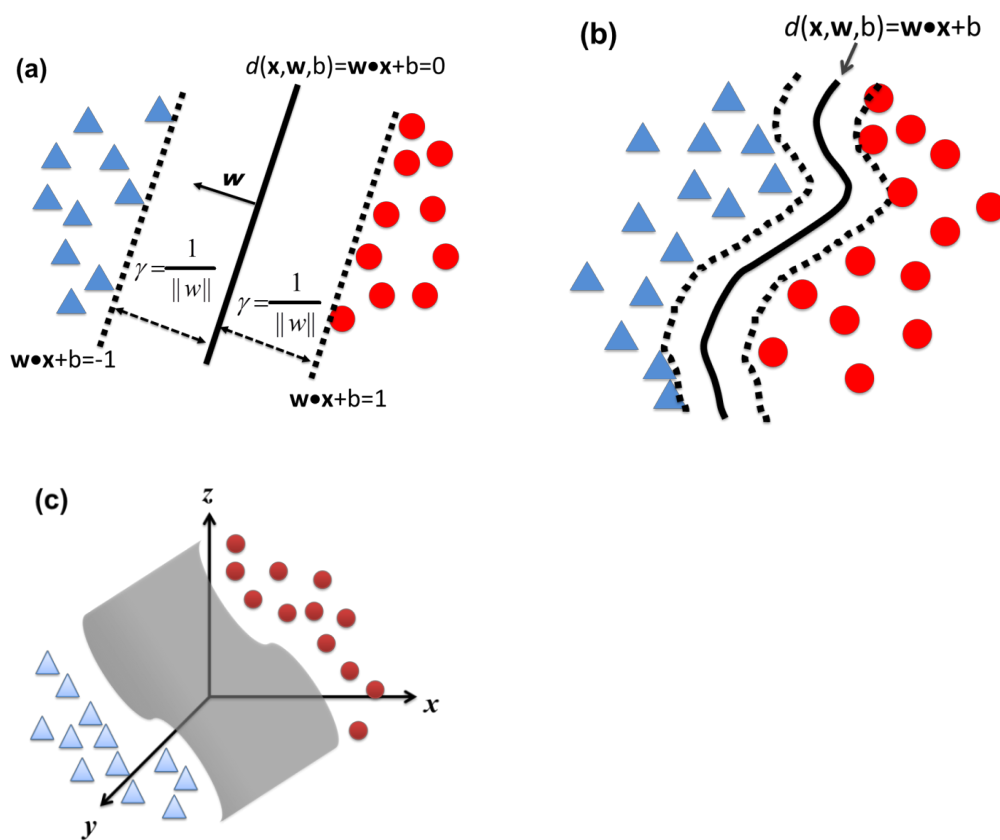 (a)
d(x,w,b)=w•x+b=0
w
γ=1/||w||
γ=1/||w||
w•x+b=-1
w•x+b=1
(b)
d(x,w,b)=w•x+b
(c)
z
x
y